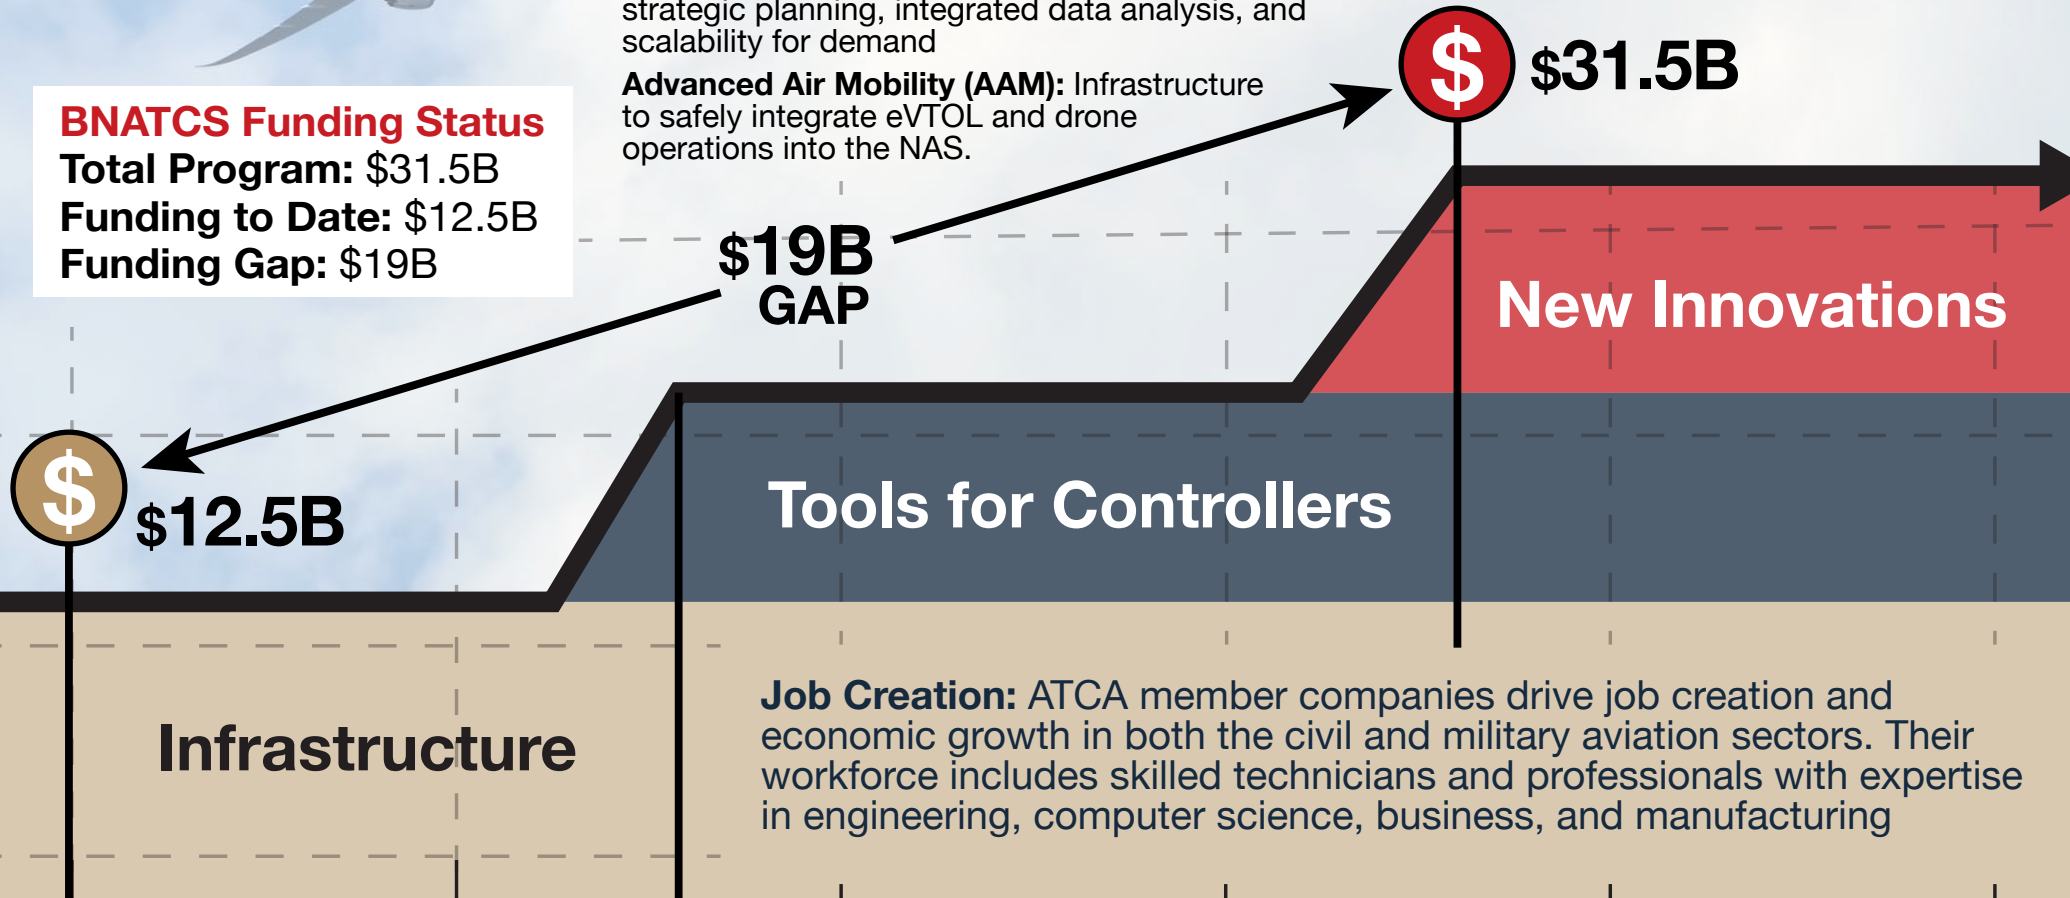 strategic planning, integrated data analysis, and
scalability for demand
Advanced Air Mobility (AAM): Infrastructure
to safely integrate eVTOL and drone
operations into the NAS.
BNATCS Funding Status
Total Program: $31.5B
Funding to Date: $12.5B
Funding Gap: $19B
$
$31.5B
$19B
GAP
$
$12.5B
New Innovations
Tools for Controllers
Infrastructure
Job Creation: ATCA member companies drive job creation and
economic growth in both the civil and military aviation sectors. Their
workforce includes skilled technicians and professionals with expertise
in engineering, computer science, business, and manufacturing